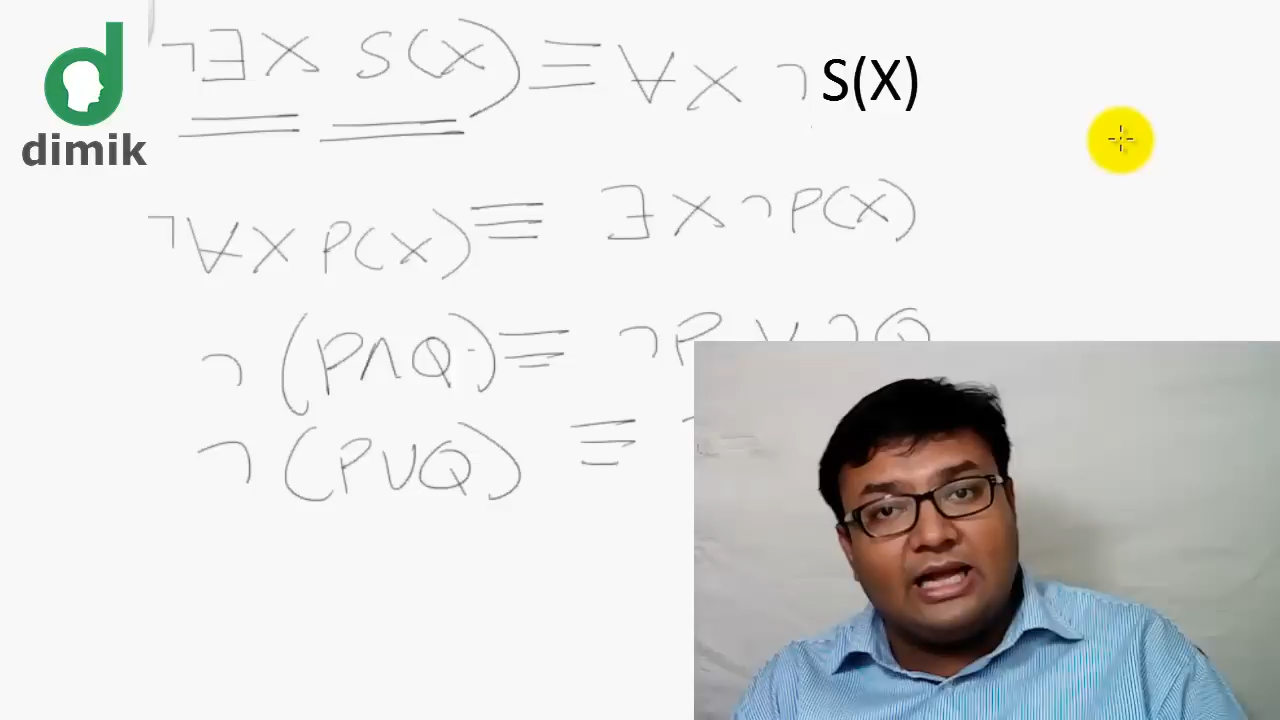 dimik
¬∃X S(X) ≡ ∀X ¬S(X)
¬∀X P(X) ≡ ∃X ¬P(X)
¬(P∧Q) ≡ ¬P ∨ ¬Q
¬(P∨Q) ≡ ¬